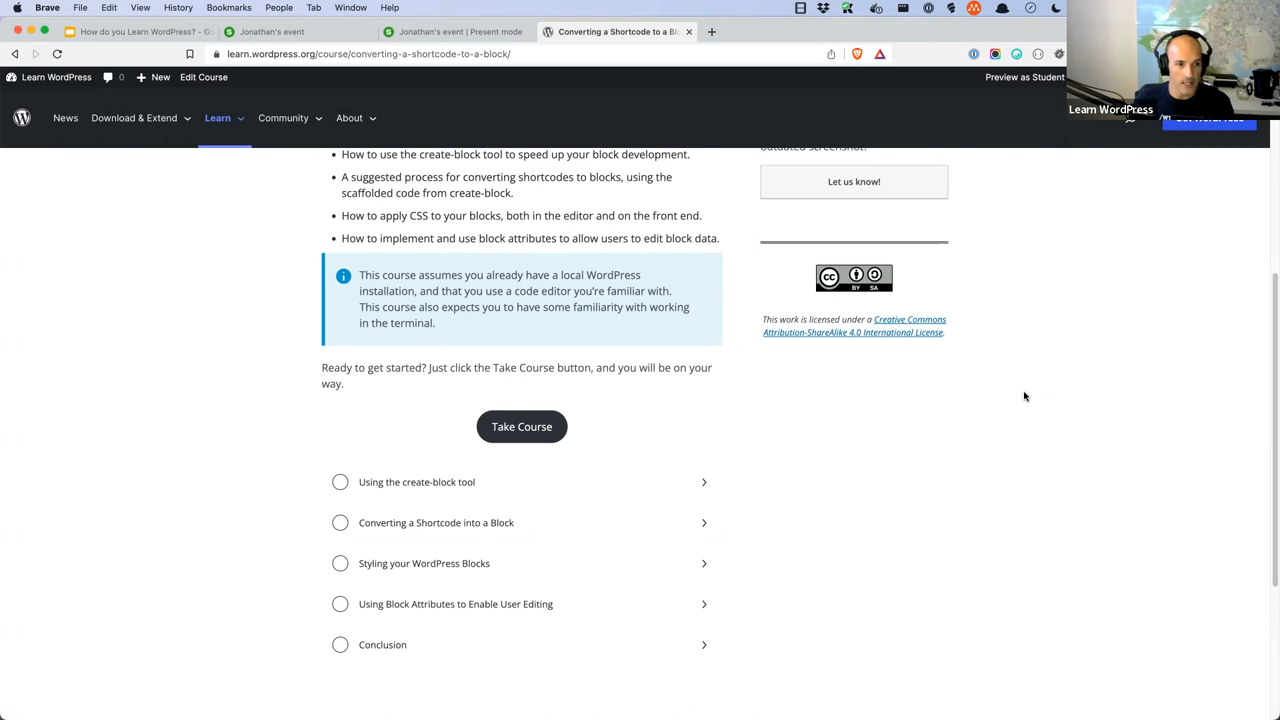 Brave File Edit View History Bookmarks People Tab Window Help
How do you Learn WordPress? - Go
Jonathan's event
Jonathan's event | Present mode
Converting a Shortcode to a Blo
learn.wordpress.org/course/converting-a-shortcode-to-a-block/
Learn WordPress 0 New Edit Course Preview as Student
News Download & Extend Learn Community About
Learn WordPress
How to use the create-block tool to speed up your block development.
A suggested process for converting shortcodes to blocks, using the
scaffolded code from create-block.
How to apply CSS to your blocks, both in the editor and on the front end.
How to implement and use block attributes to allow users to edit block data.
This course assumes you already have a local WordPress
installation, and that you use a code editor you're familiar with.
This course also expects you to have some familiarity with working
in the terminal.
Ready to get started? Just click the Take Course button, and you will be on your
way.
Take Course
Using the create-block tool
Converting a Shortcode into a Block
Styling your WordPress Blocks
Using Block Attributes to Enable User Editing
Conclusion
outdated screenshot?
Let us know!
CC BY SA
This work is licensed under a Creative Commons
Attribution-ShareAlike 4.0 International License.